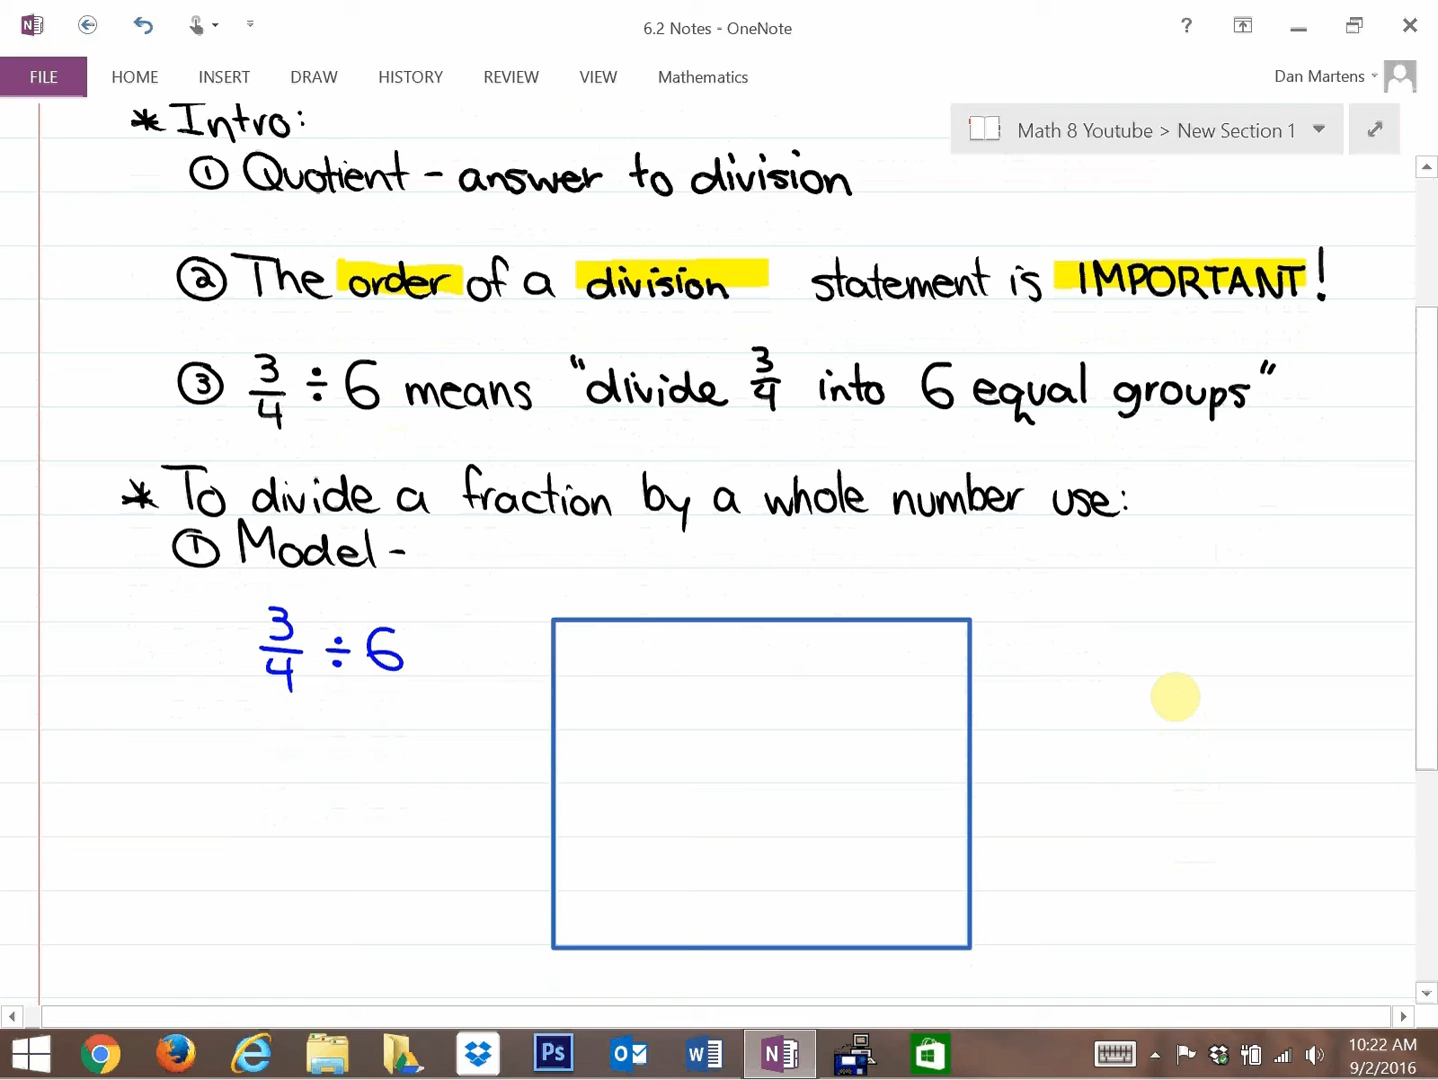 6.2 Notes - OneNote
?
FILE HOME INSERT DRAW HISTORY REVIEW VIEW Mathematics
Dan Martens
Math 8 Youtube > New Section 1
* Intro:
① Quotient - answer to division
② The order of a division statement is IMPORTANT!
③ 3/4 ÷ 6 means "divide 3/4 into 6 equal groups"
* To divide a fraction by a whole number use:
① Model -
3/4 ÷ 6
10:22 AM
9/2/2016